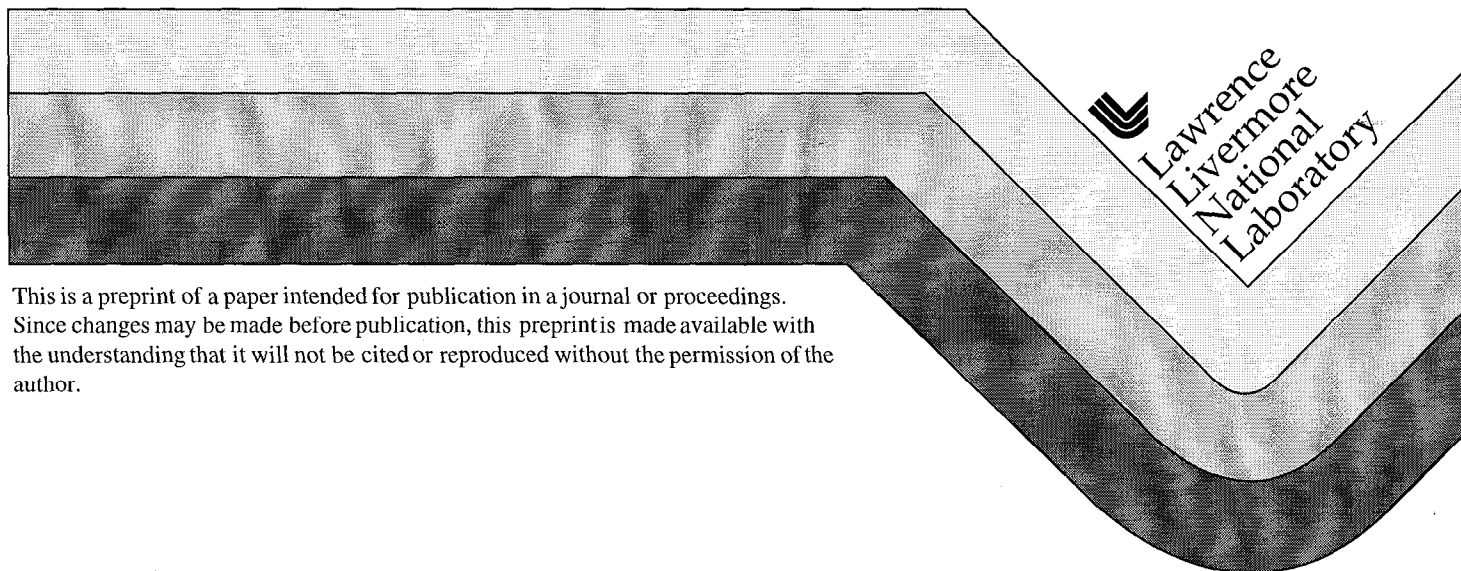 Lawrence
Livermore
National
Laboratory
This is a preprint of a paper intended for publication in a journal or proceedings.
Since changes may be made before publication, this preprint is made available with
the understanding that it will not be cited or reproduced without the permission of the
author.